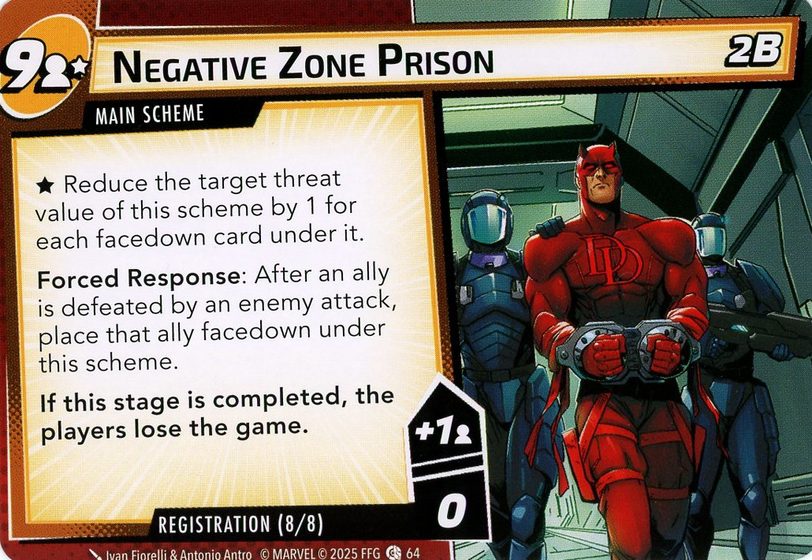 9
NEGATIVE ZONE PRISON
2B
MAIN SCHEME
★ Reduce the target threat
value of this scheme by 1 for
each facedown card under it.
Forced Response: After an ally
is defeated by an enemy attack,
place that ally facedown under
this scheme.
If this stage is completed, the
players lose the game.
+1
0
DD
REGISTRATION (8/8)
Ivan Fiorelli & Antonio Antro © MARVEL © 2025 FFG 64